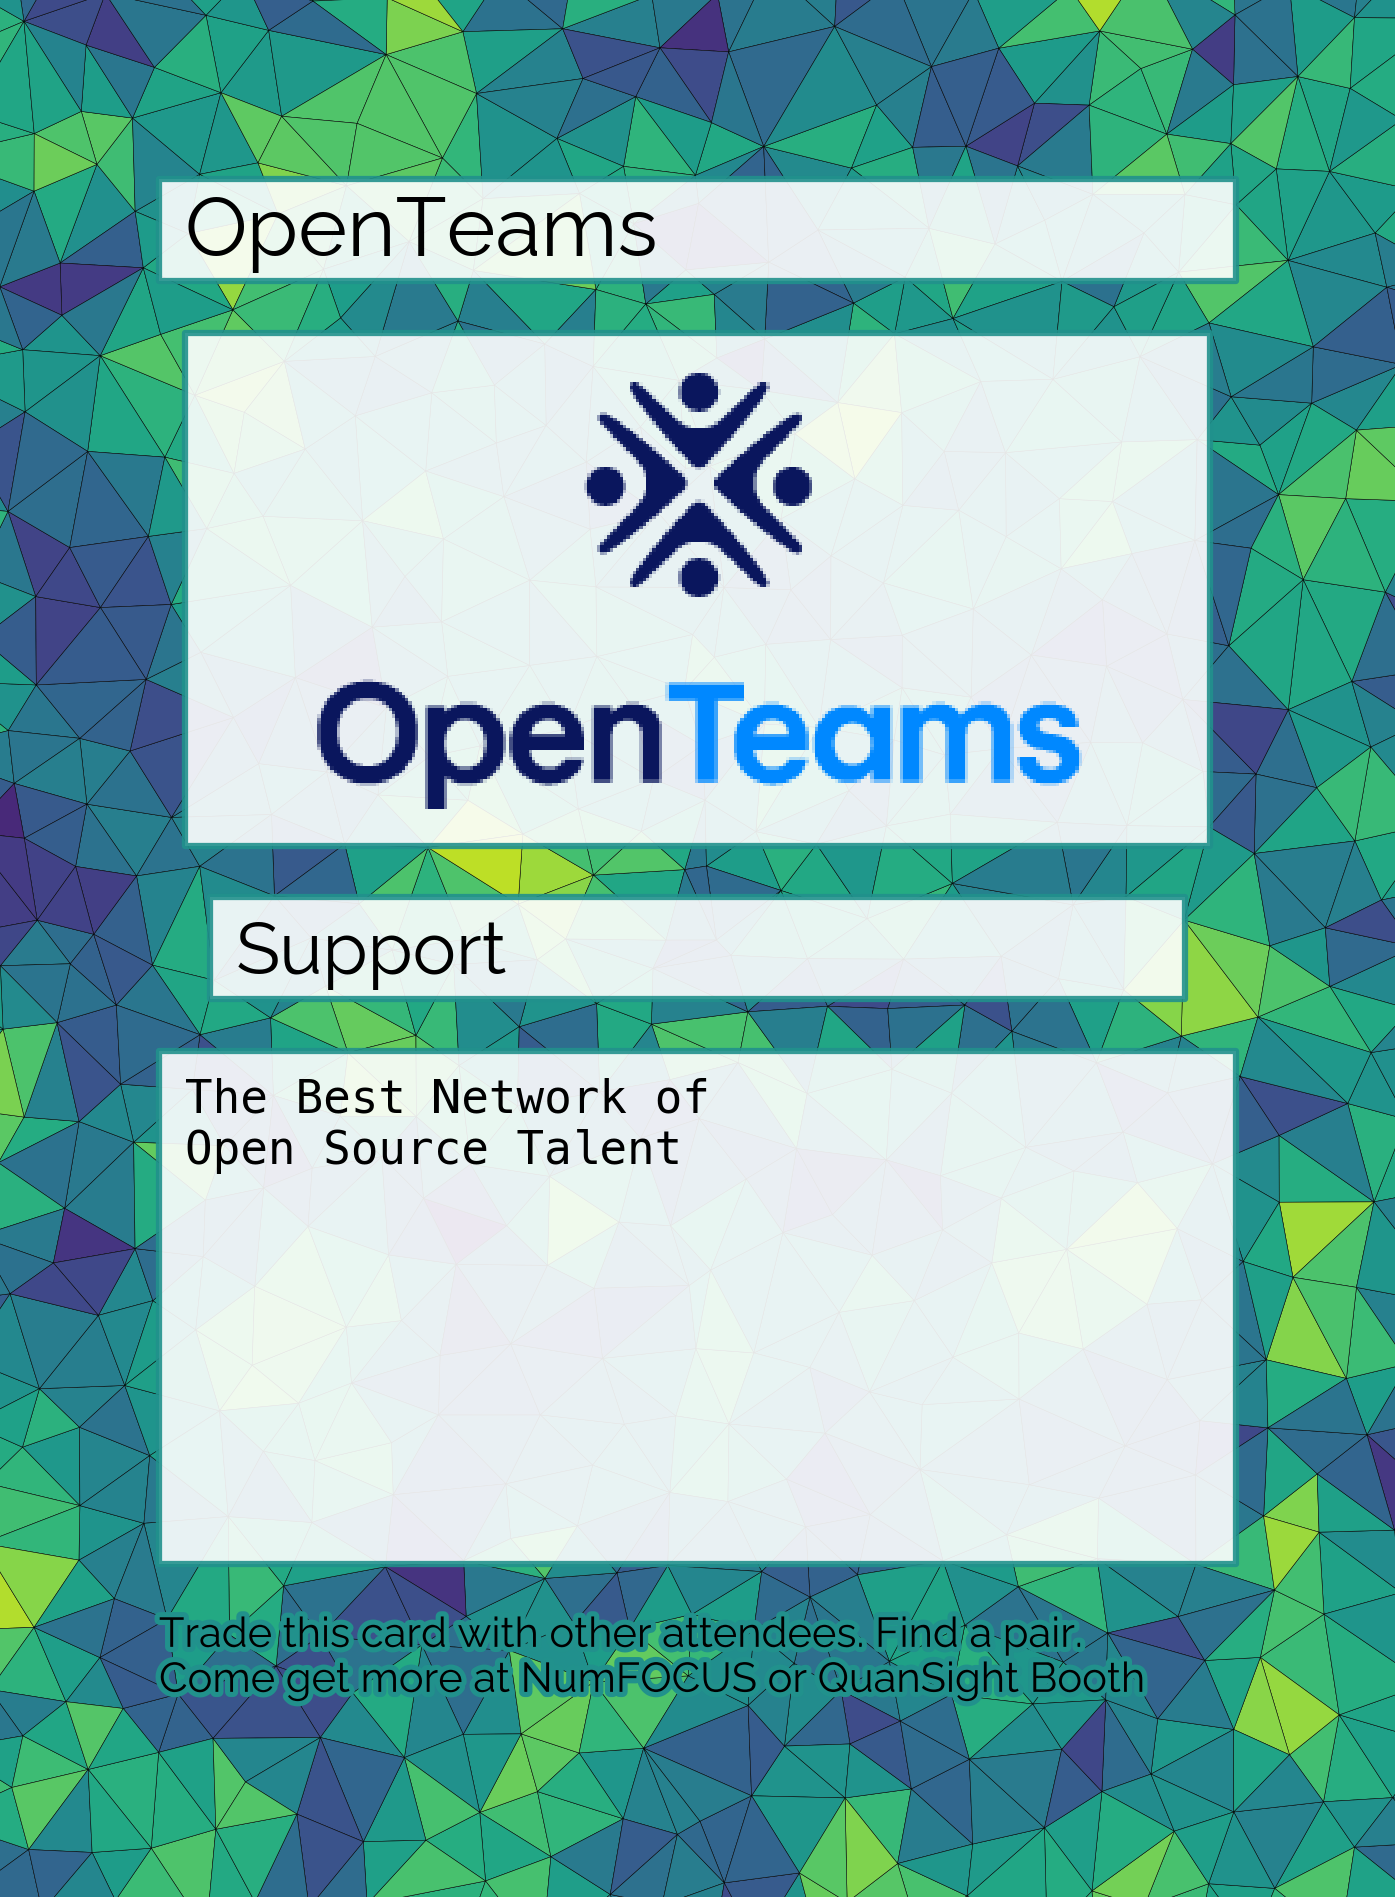 OpenTeams
OpenTeams
Support
The Best Network of
Open Source Talent
Trade this card with other attendees. Find a pair.
Come get more at NumFOCUS or QuanSight Booth